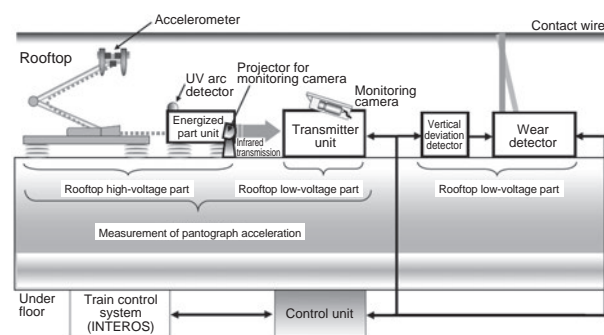 Accelerometer
Contact wire
Rooftop
UV arc
detector
Projector for
monitoring camera
Monitoring
camera
Energized
part unit
Infrared
transmission
Transmitter
unit
Vertical
deviation
detector
Wear
detector
Rooftop high-voltage part
Rooftop low-voltage part
Rooftop low-voltage part
Measurement of pantograph acceleration
Under
floor
Train control
system
(INTEROS)
Control unit